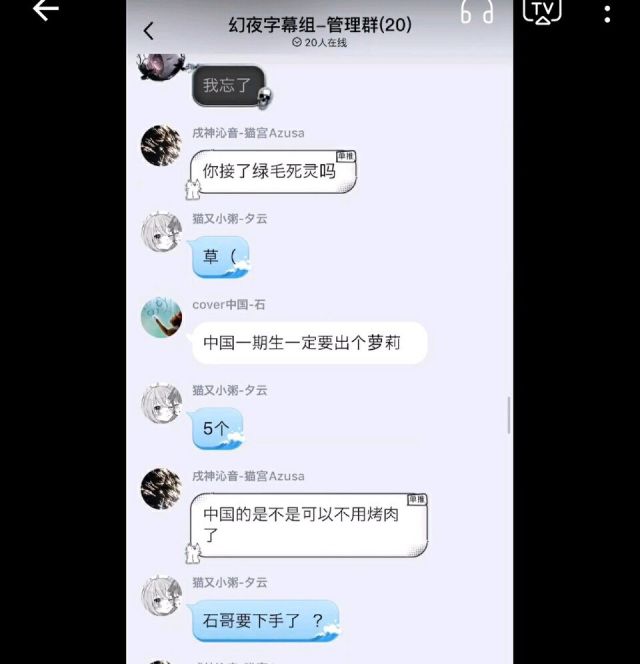 TV
幻夜字幕组-管理群(20)
20人在线
我忘了
戌神沁音-猫宫Azusa
单推
你接了绿毛死灵吗
猫又小粥-夕云
草（
cover中国-石
中国一期生一定要出个萝莉
猫又小粥-夕云
5个
戌神沁音-猫宫Azusa
单推
中国的是不是可以不用烤肉
了
猫又小粥-夕云
石哥要下手了 ？